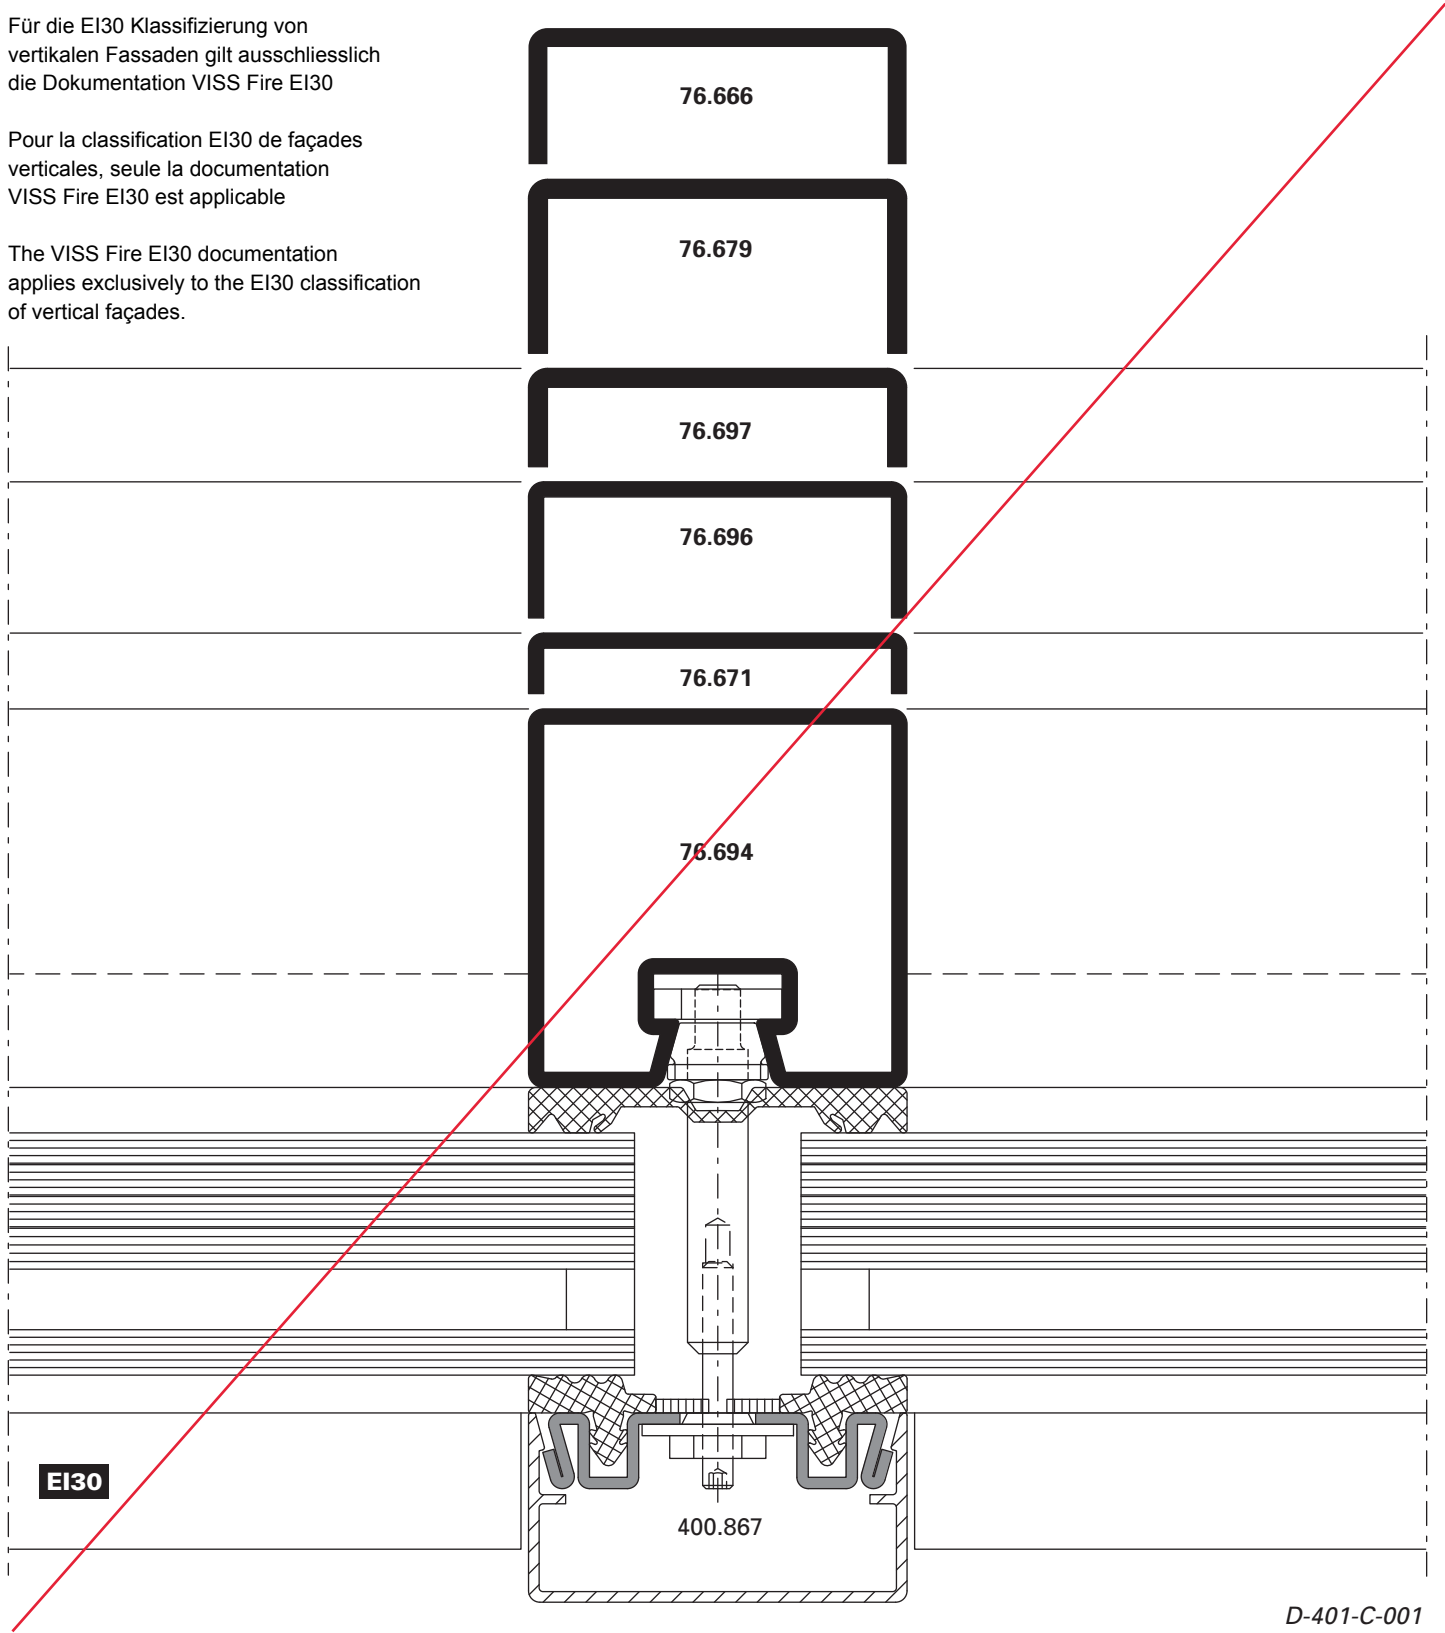 Für die EI30 Klassifizierung von
vertikalen Fassaden gilt ausschliesslich
die Dokumentation VISS Fire EI30
Pour la classification EI30 de façades
verticales, seule la documentation
VISS Fire EI30 est applicable
The VISS Fire EI30 documentation
applies exclusively to the EI30 classification
of vertical façades.
76.666
76.679
76.697
76.696
76.671
76.694
EI30
400.867
D-401-C-001